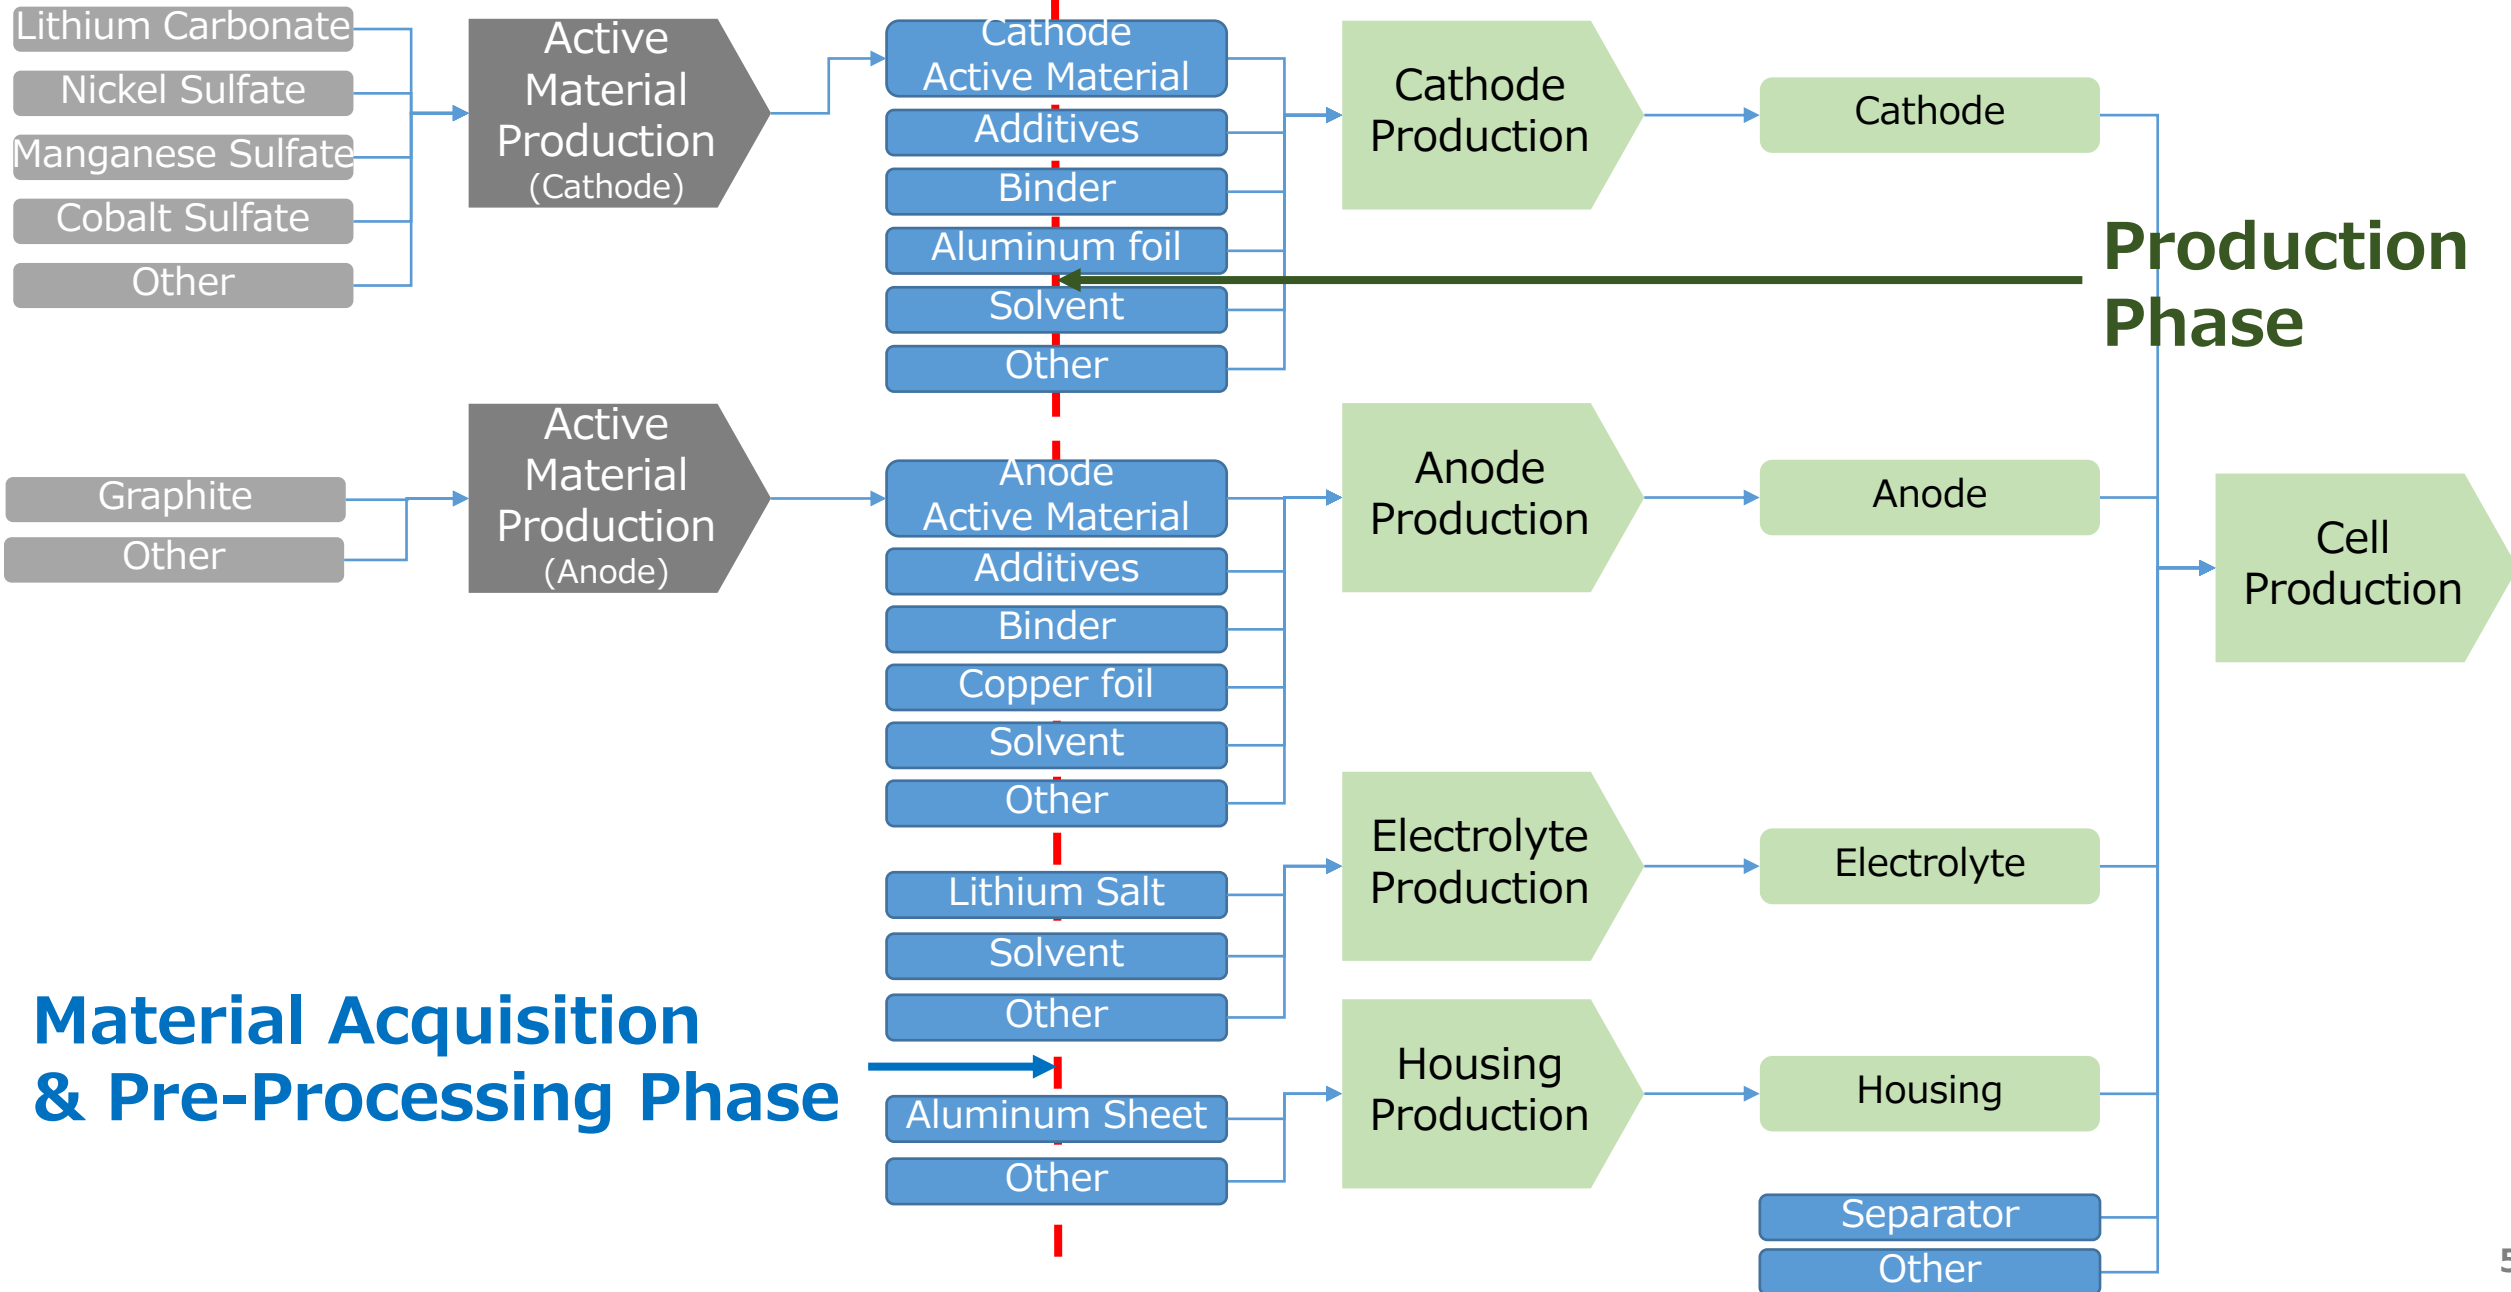 Lithium Carbonate
Nickel Sulfate
Manganese Sulfate
Cobalt Sulfate
Other
Active
Material
Production
(Cathode)
Cathode
Active Material
Additives
Binder
Aluminum foil
Solvent
Other
Cathode
Production
Cathode
Production
Phase
Graphite
Other
Active
Material
Production
(Anode)
Anode
Active Material
Additives
Binder
Copper foil
Solvent
Other
Anode
Production
Anode
Cell
Production
Lithium Salt
Solvent
Other
Electrolyte
Production
Electrolyte
Material Acquisition
& Pre-Processing Phase
Aluminum Sheet
Other
Housing
Production
Housing
Separator
Other